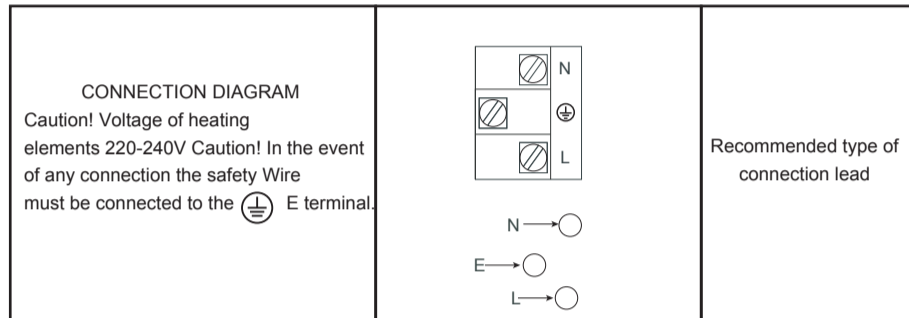 CONNECTION DIAGRAM
Caution! Voltage of heating
elements 220-240V Caution! In the event
of any connection the safety Wire
must be connected to the E terminal.
N
L
N
E
L
Recommended type of
connection lead